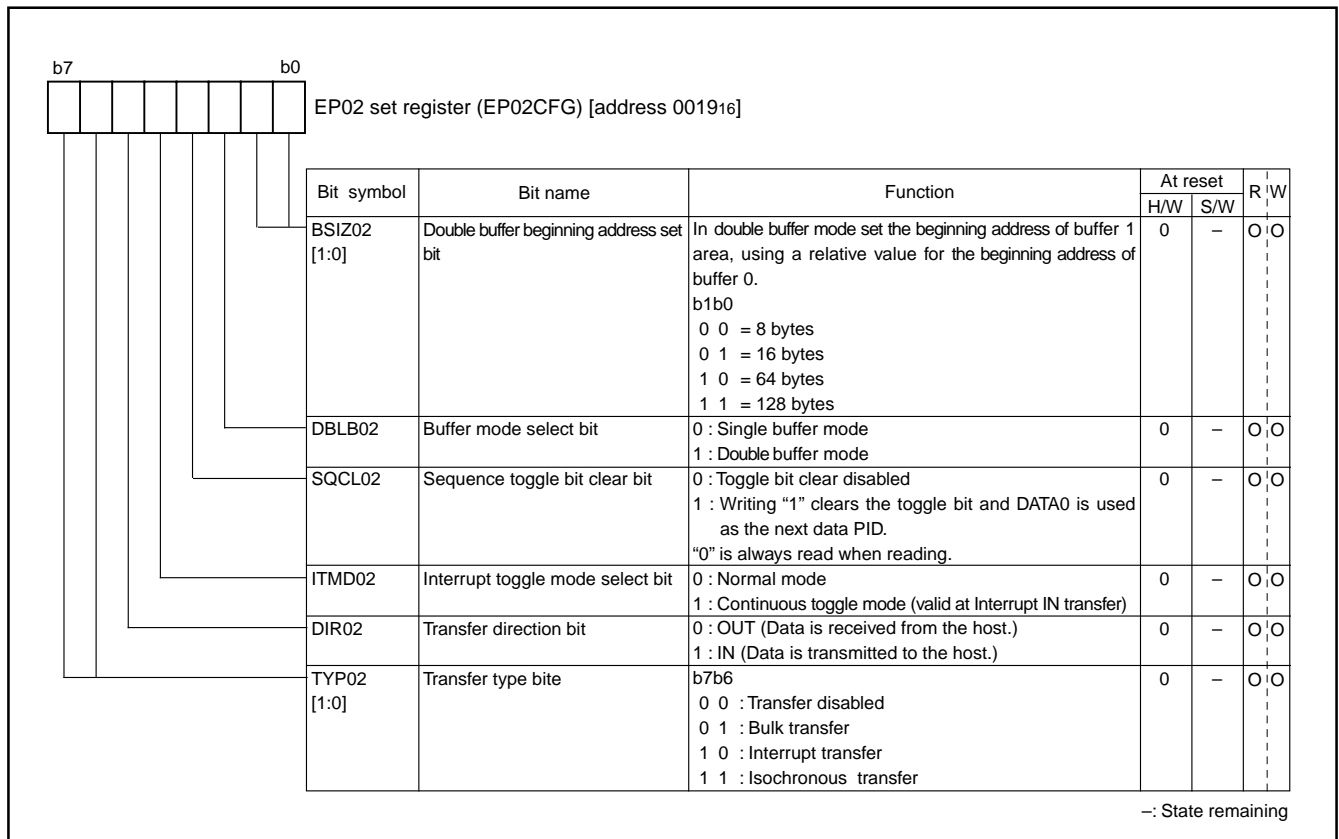 b7 b0
EP02 set register (EP02CFG) [address 001916]
Bit symbol Bit name Function At reset R W
H/W S/W
BSIZ02 Double buffer beginning address set In double buffer mode set the beginning address of buffer 1 0 – O O
[1:0] bit area, using a relative value for the beginning address of
buffer 0.
b1b0
0 0 = 8 bytes
0 1 = 16 bytes
1 0 = 64 bytes
1 1 = 128 bytes
DBLB02 Buffer mode select bit 0 : Single buffer mode 0 – O O
1 : Double buffer mode
SQCL02 Sequence toggle bit clear bit 0 : Toggle bit clear disabled 0 – O O
1 : Writing “1” clears the toggle bit and DATA0 is used
as the next data PID.
“0” is always read when reading.
ITMD02 Interrupt toggle mode select bit 0 : Normal mode 0 – O O
1 : Continuous toggle mode (valid at Interrupt IN transfer)
DIR02 Transfer direction bit 0 : OUT (Data is received from the host.) 0 – O O
1 : IN (Data is transmitted to the host.)
TYP02 Transfer type bite b7b6 0 – O O
[1:0] 0 0 : Transfer disabled
0 1 : Bulk transfer
1 0 : Interrupt transfer
1 1 : Isochronous transfer
–: State remaining